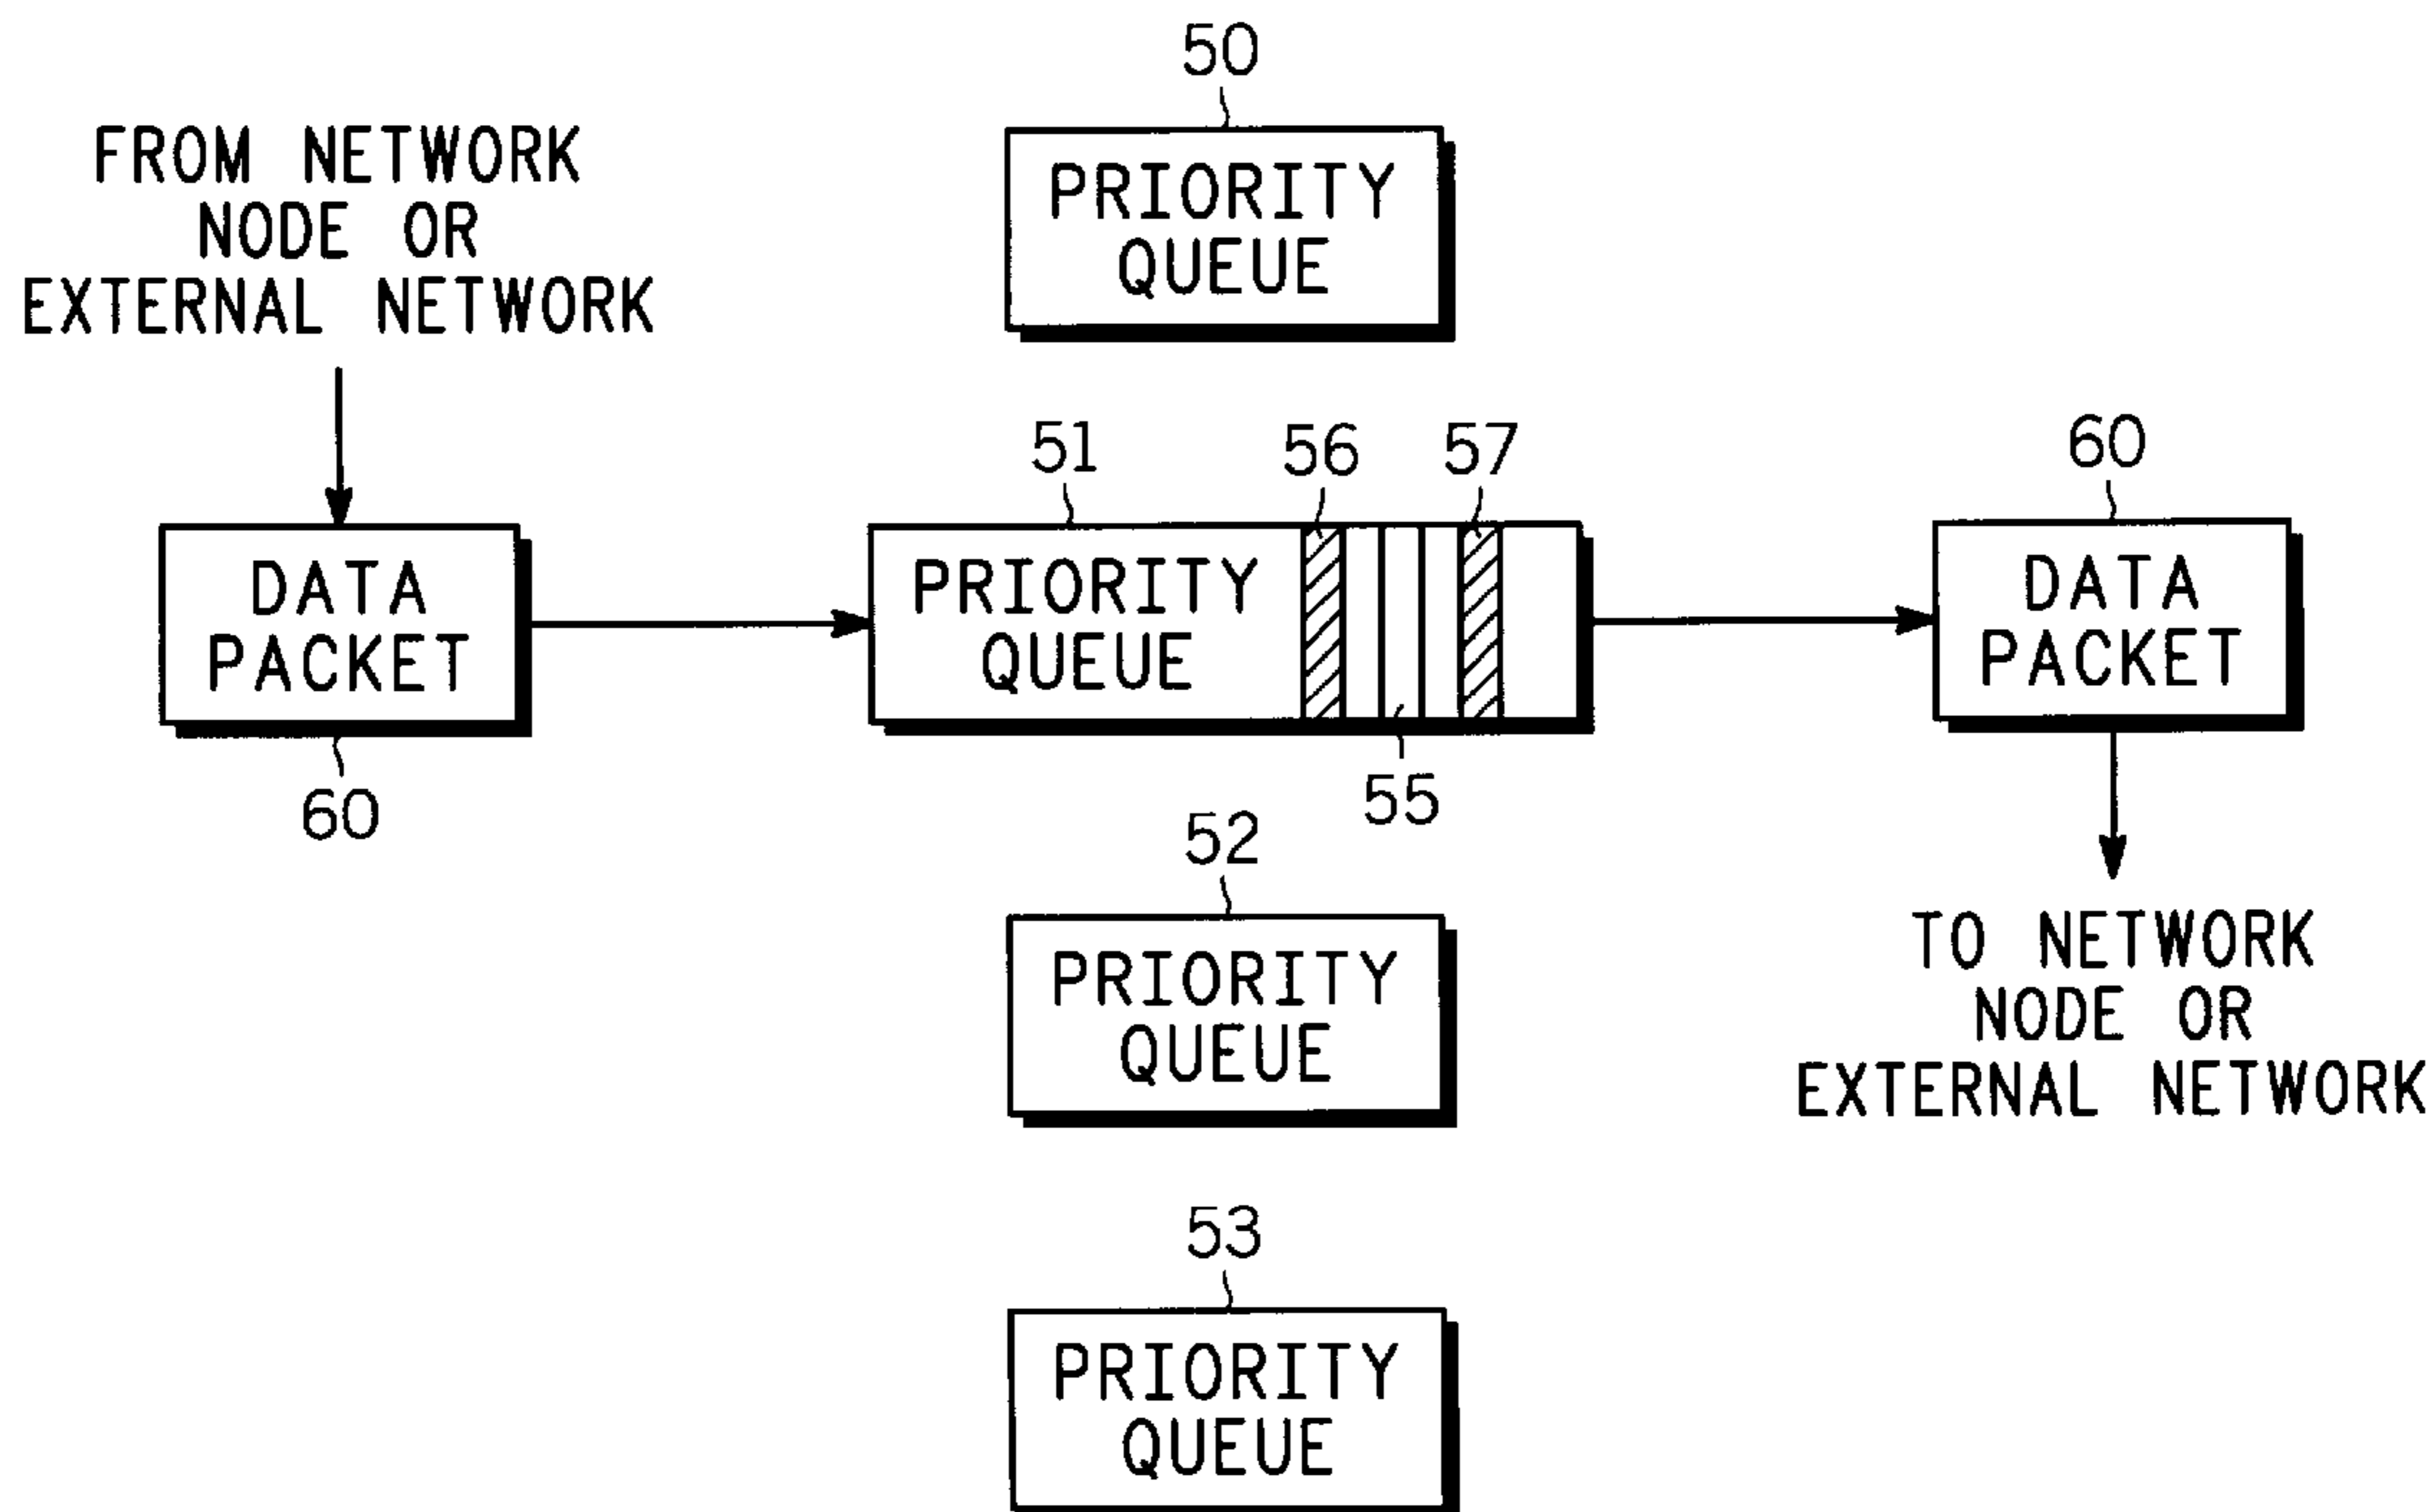 50
FROM NETWORK
NODE OR
EXTERNAL NETWORK
PRIORITY
QUEUE
51
56
57
60
DATA
PACKET
PRIORITY
QUEUE
DATA
PACKET
60
55
52
PRIORITY
QUEUE
TO NETWORK
NODE OR
EXTERNAL NETWORK
53
PRIORITY
QUEUE